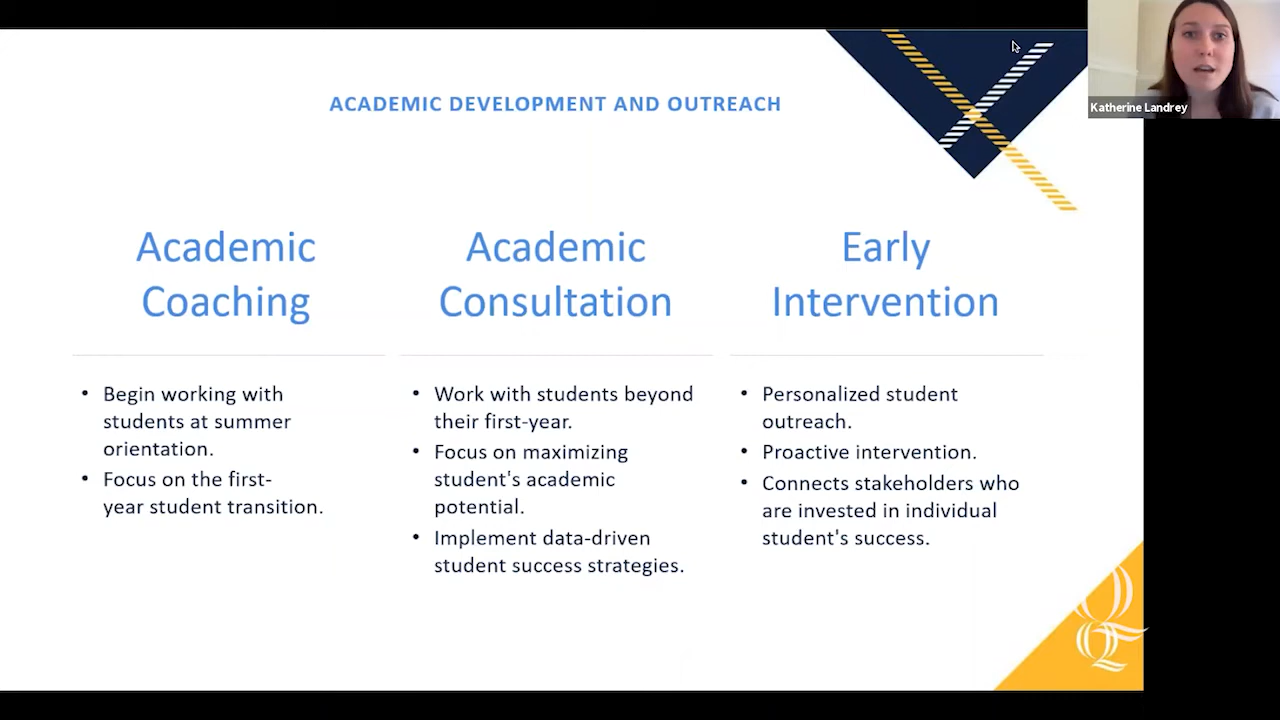 Katherine Landrey
ACADEMIC DEVELOPMENT AND OUTREACH
Academic
Coaching
• Begin working with
students at summer
orientation.
• Focus on the first-
year student transition.
Academic
Consultation
• Work with students beyond
their first-year.
• Focus on maximizing
student's academic
potential.
• Implement data-driven
student success strategies.
Early
Intervention
• Personalized student
outreach.
• Proactive intervention.
• Connects stakeholders who
are invested in individual
student's success.